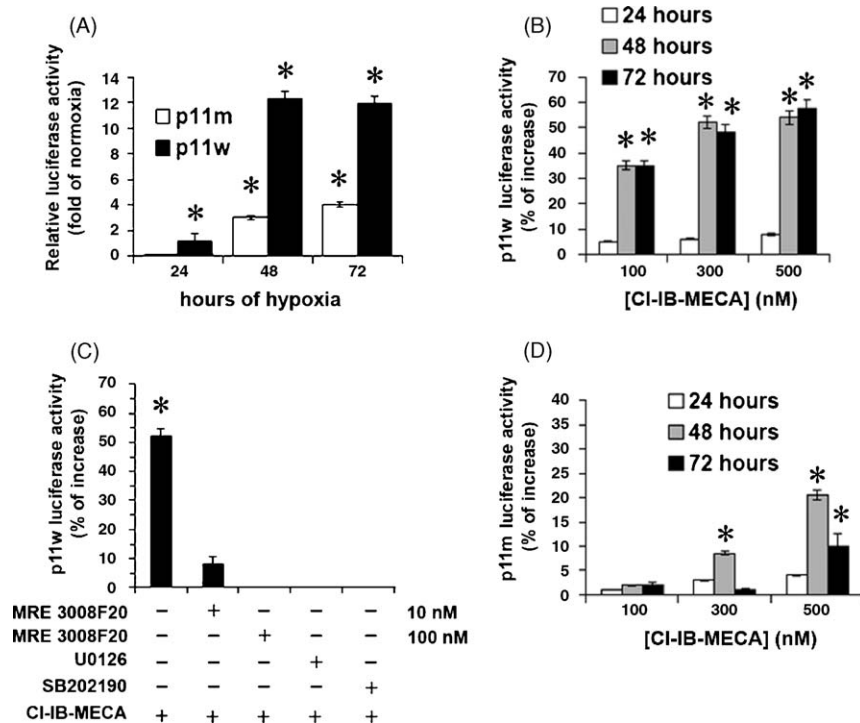 (A)
Relative luciferase activity
(fold of normoxia)
14
12
10
8
6
4
2
0
p11m
p11w
*
*
*
*
*
24
48
72
hours of hypoxia
(B)
24 hours
48 hours
72 hours
p11w luciferase activity
(% of increase)
70
60
50
40
30
20
10
0
* *
* *
* *
100
300
500
[CI-IB-MECA] (nM)
(C)
p11w luciferase activity
(% of increase)
70
60
50
40
30
20
10
0
*
MRE 3008F20 – + – – – 10 nM
MRE 3008F20 – – + – – 100 nM
U0126 – – – + –
SB202190 – – – – +
CI-IB-MECA + + + + +
(D)
p11m luciferase activity
(% of increase)
40
35
30
25
20
15
10
5
0
24 hours
48 hours
72 hours
*
*
*
100
300
500
[CI-IB-MECA] (nM)